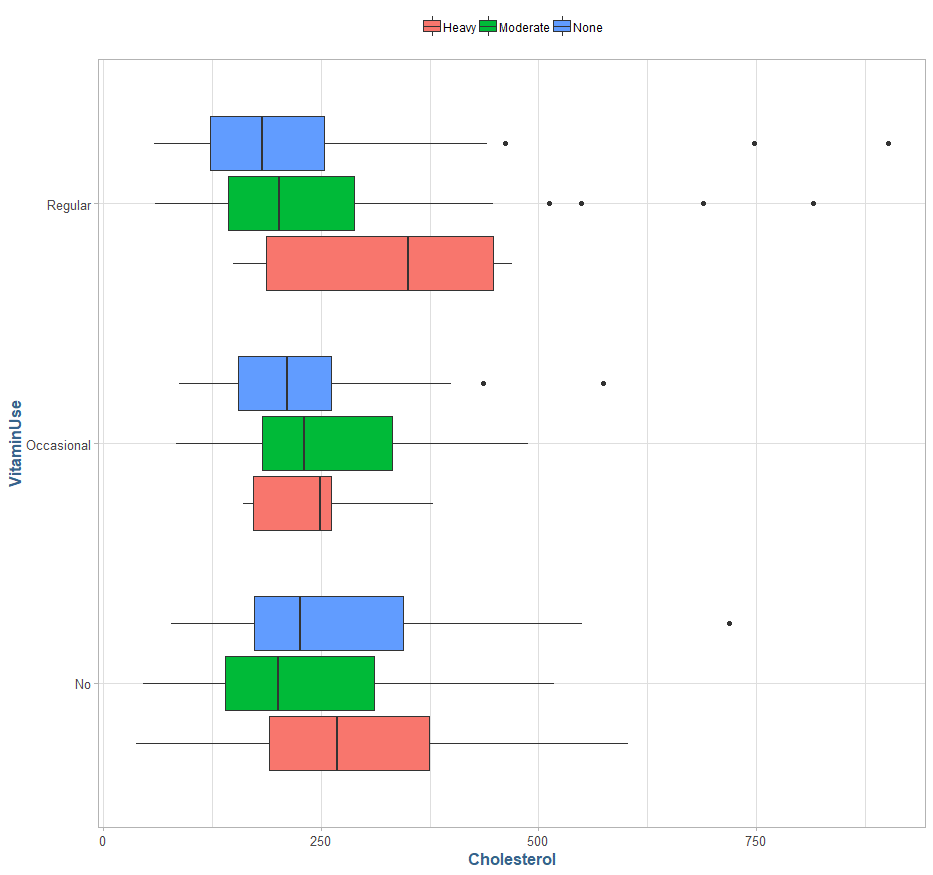 Heavy Moderate None
Regular
Occasional
No
VitaminUse
0 250 500 750
Cholesterol